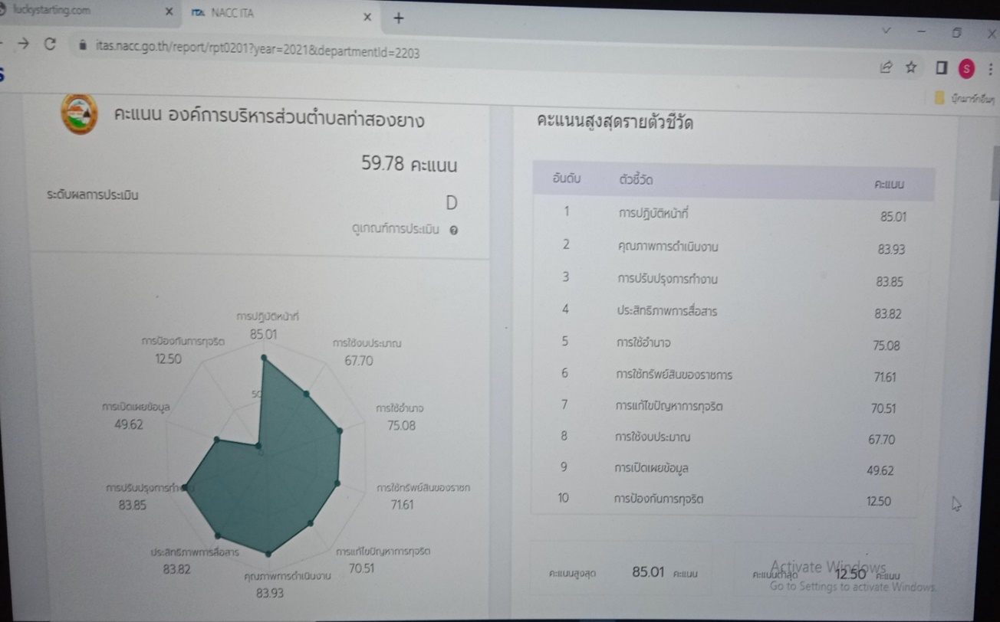 luckystarting.com
NACC ITA
itas.nacc.go.th/report/rpt0201?year=2021&departmentId=2203
S
บุ๊กมาร์กอื่นๆ
คะแนน องค์การบริหารส่วนตำบลท่าสองยาง
59.78 คะแนน
ระดับผลการประเมิน
D
ดูเกณฑ์การประเมิน
การปฏิบัติหน้าที่
85.01
การป้องกันการทุจริต
12.50
การใช้งบประมาณ
67.70
50
การเปิดเผยข้อมูล
49.62
การใช้อำนาจ
75.08
0
การปรับปรุงการทำ
83.85
การใช้ทรัพย์สินของราชก
71.61
ประสิทธิภาพการสื่อสาร
83.82
การแก้ไขปัญหาการทุจริต
70.51
คุณภาพการดำเนินงาน
83.93
คะแนนสูงสุดรายตัวชี้วัด
อันดับ ตัวชี้วัด คะแนน
1 การปฏิบัติหน้าที่ 85.01
2 คุณภาพการดำเนินงาน 83.93
3 การปรับปรุงการทำงาน 83.85
4 ประสิทธิภาพการสื่อสาร 83.82
5 การใช้อำนาจ 75.08
6 การใช้ทรัพย์สินของราชการ 71.61
7 การแก้ไขปัญหาการทุจริต 70.51
8 การใช้งบประมาณ 67.70
9 การเปิดเผยข้อมูล 49.62
10 การป้องกันการทุจริต 12.50
คะแนนสูงสุด 85.01 คะแนน
คะแนนต่ำสุด 12.50 คะแนน
Activate Windows
Go to Settings to activate Windows.